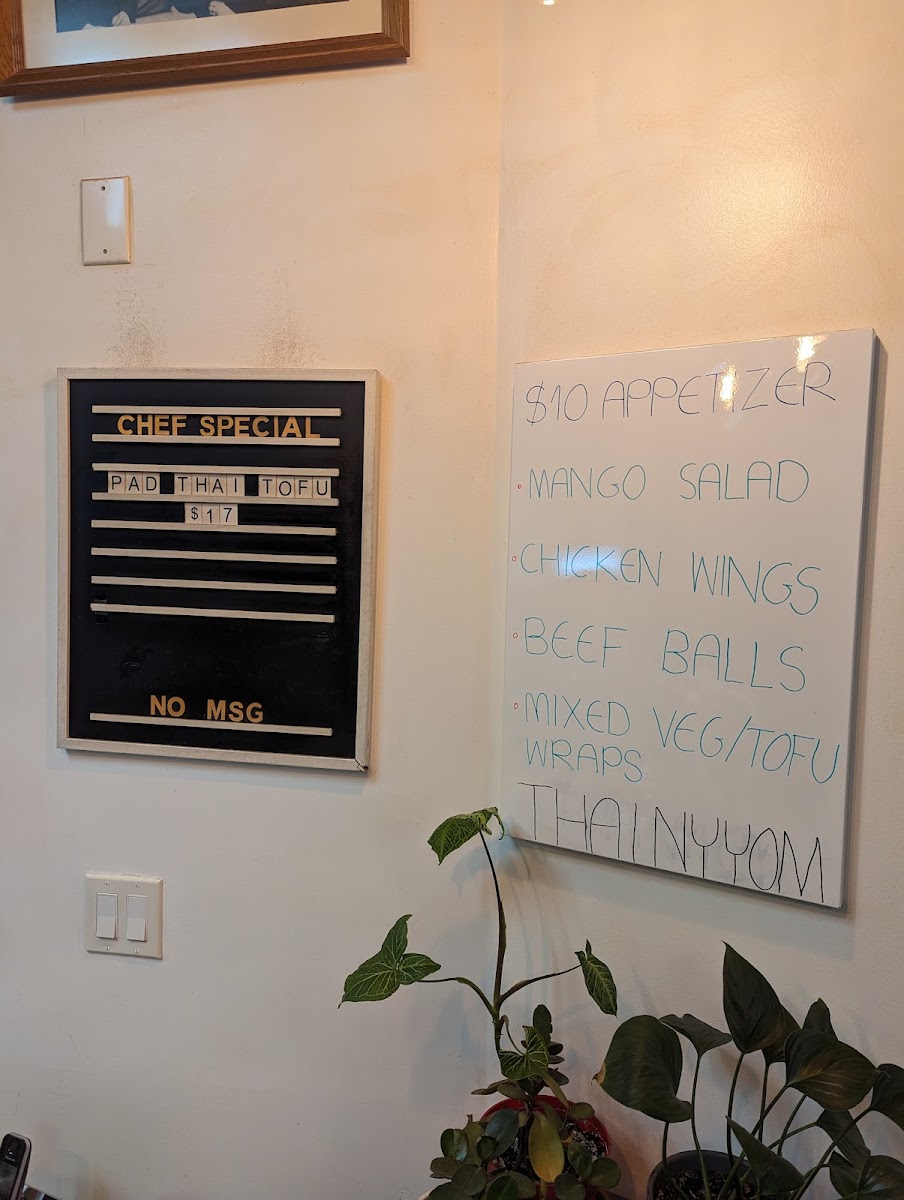 CHEF SPECIAL
PAD THAI TOFU
$17
NO MSG
$10 APPETIZER
MANGO SALAD
CHICKEN WINGS
BEEF BALLS
MIXED VEG/TOFU
WRAPS
THAINYYOM